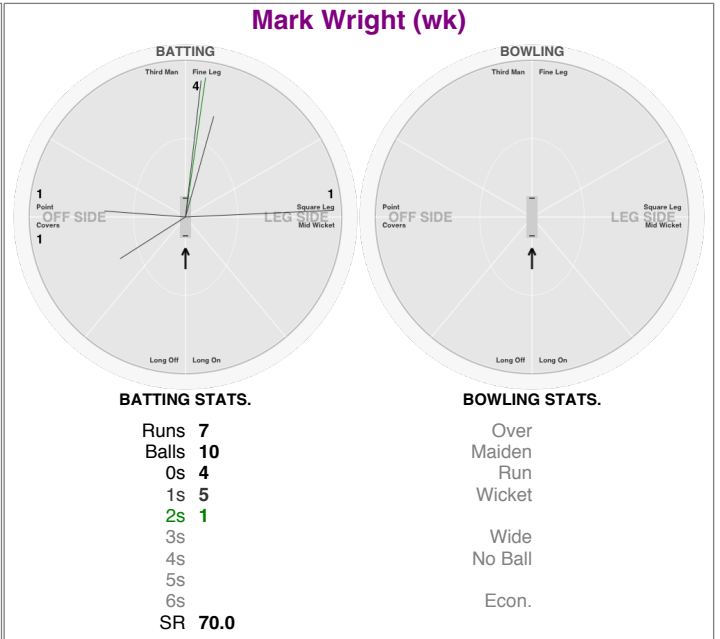 Mark Wright (wk)
BATTING
Third Man Fine Leg
4
1 1
Point Square Leg
OFF SIDE LEG SIDE
Covers Mid Wicket
1
Long Off Long On
BATTING STATS.
Runs 7
Balls 10
0s 4
1s 5
2s 1
3s
4s
5s
6s
SR 70.0
BOWLING
Third Man Fine Leg
Point Square Leg
OFF SIDE LEG SIDE
Covers Mid Wicket
Long Off Long On
BOWLING STATS.
Over
Maiden
Run
Wicket
Wide
No Ball
Econ.